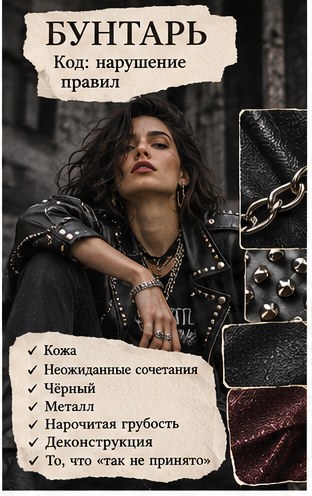 БУНТАРЬ
Код: нарушение
правил
✓ Кожа
✓ Неожиданные сочетания
✓ Чёрный
✓ Металл
✓ Нарочитая грубость
✓ Деконструкция
✓ То, что «так не принято»